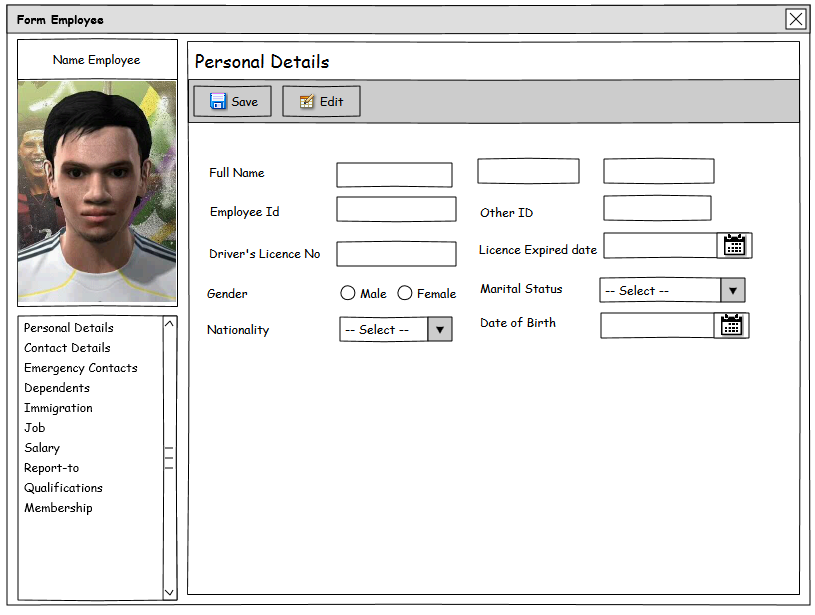 Form Employee
Name Employee
Personal Details
Save Edit
Full Name
Employee Id Other ID
Driver's Licence No Licence Expired date
Gender Male Female Marital Status -- Select --
Nationality -- Select -- Date of Birth
Personal Details
Contact Details
Emergency Contacts
Dependents
Immigration
Job
Salary
Report-to
Qualifications
Membership